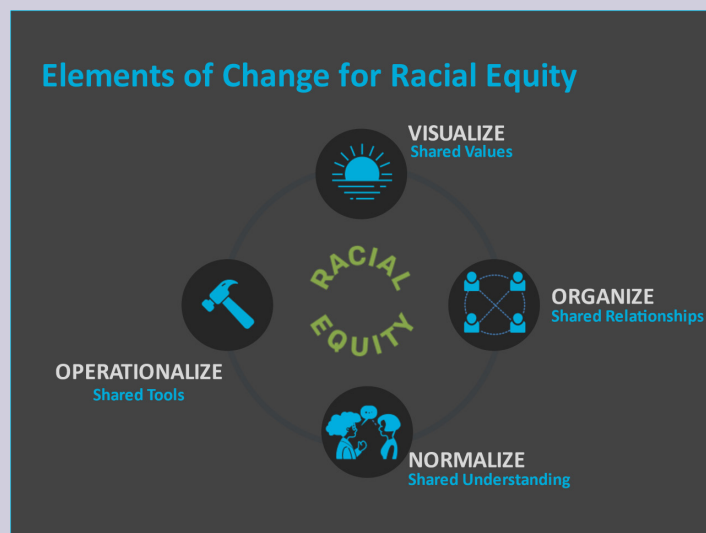 Elements of Change for Racial Equity
VISUALIZE
Shared Values
RACIAL
EQUITY
ORGANIZE
Shared Relationships
OPERATIONALIZE
Shared Tools
NORMALIZE
Shared Understanding